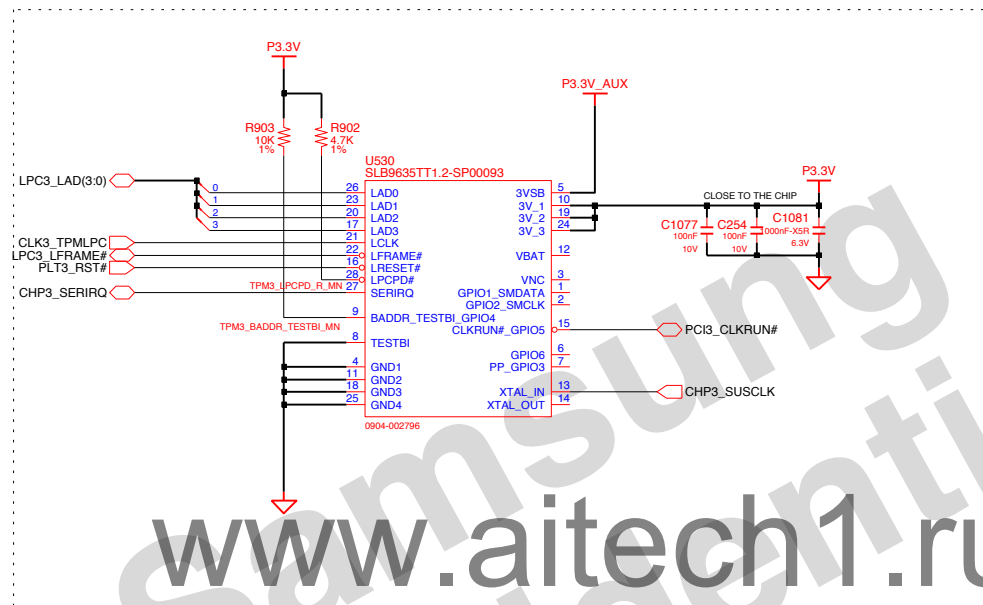 P3.3V
P3.3V_AUX
R903
10K
1%
R902
4.7K
1%
U530
SLB9635TT1.2-SP00093
P3.3V
LPC3_LAD(3:0)
0
1
2
3
26 LAD0
23 LAD1
20 LAD2
17 LAD3
21 LCLK
22 LFRAME#
16 LRESET#
28 LPCPD#
27 SERIRQ
9 BADDR_TESTBI_GPIO4
8 TESTBI
4 GND1
11 GND2
18 GND3
25 GND4
3VSB 5
3V_1 10
3V_2 19
3V_3 24
VBAT 12
VNC 3
GPIO1_SMDATA 1
GPIO2_SMCLK 2
CLKRUN#_GPIO5 15
GPIO6 6
PP_GPIO3 7
XTAL_IN 13
XTAL_OUT 14
CLK3_TPMLPC
LPC3_LFRAME#
PLT3_RST#
CHP3_SERIRQ
TPM3_LPCPD_R_MN
TPM3_BADDR_TESTBI_MN
CLOSE TO THE CHIP
C1077
100nF
10V
C254
100nF
10V
C1081
1000nF-X5R
6.3V
PCI3_CLKRUN#
CHP3_SUSCLK
0904-002796
Samsung
www.aitech1.ru